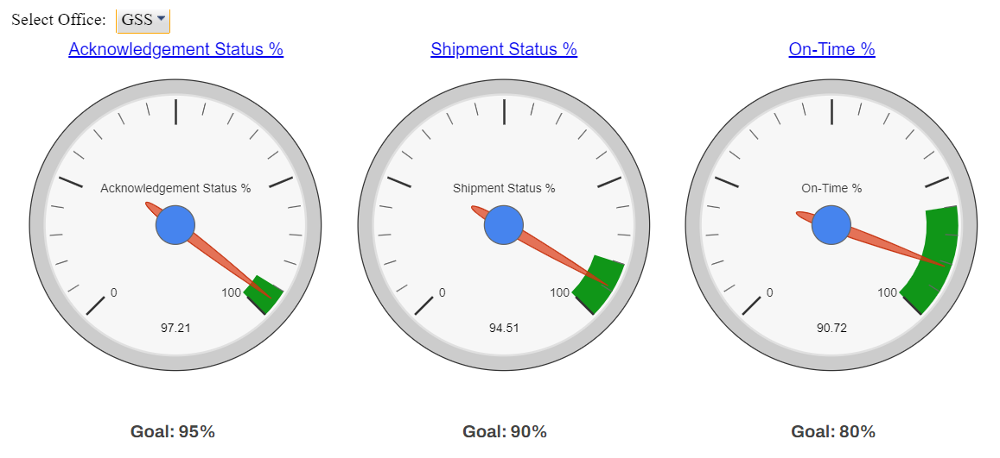 Select Office: GSS
Acknowledgement Status %
Shipment Status %
On-Time %
Acknowledgement Status %
0
100
97.21
Shipment Status %
0
100
94.51
On-Time %
0
100
90.72
Goal: 95%
Goal: 90%
Goal: 80%